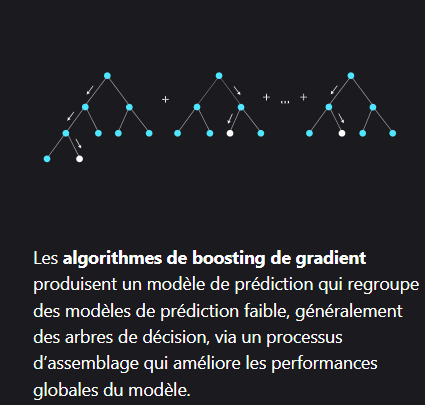 + + ... +
Les algorithmes de boosting de gradient
produisent un modèle de prédiction qui regroupe
des modèles de prédiction faible, généralement
des arbres de décision, via un processus
d’assemblage qui améliore les performances
globales du modèle.